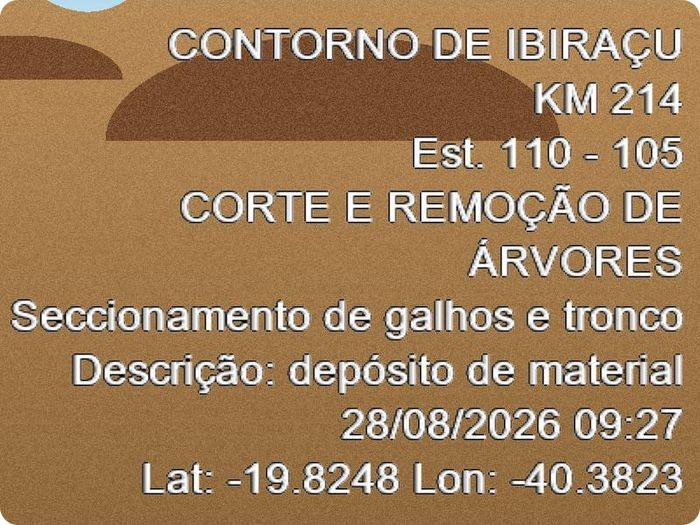 CONTORNO DE IBIRAÇU
KM 214
Est. 110 - 105
CORTE E REMOÇÃO DE
ÁRVORES
Seccionamento de galhos e tronco
Descrição: depósito de material
28/08/2026 09:27
Lat: -19.8248 Lon: -40.3823